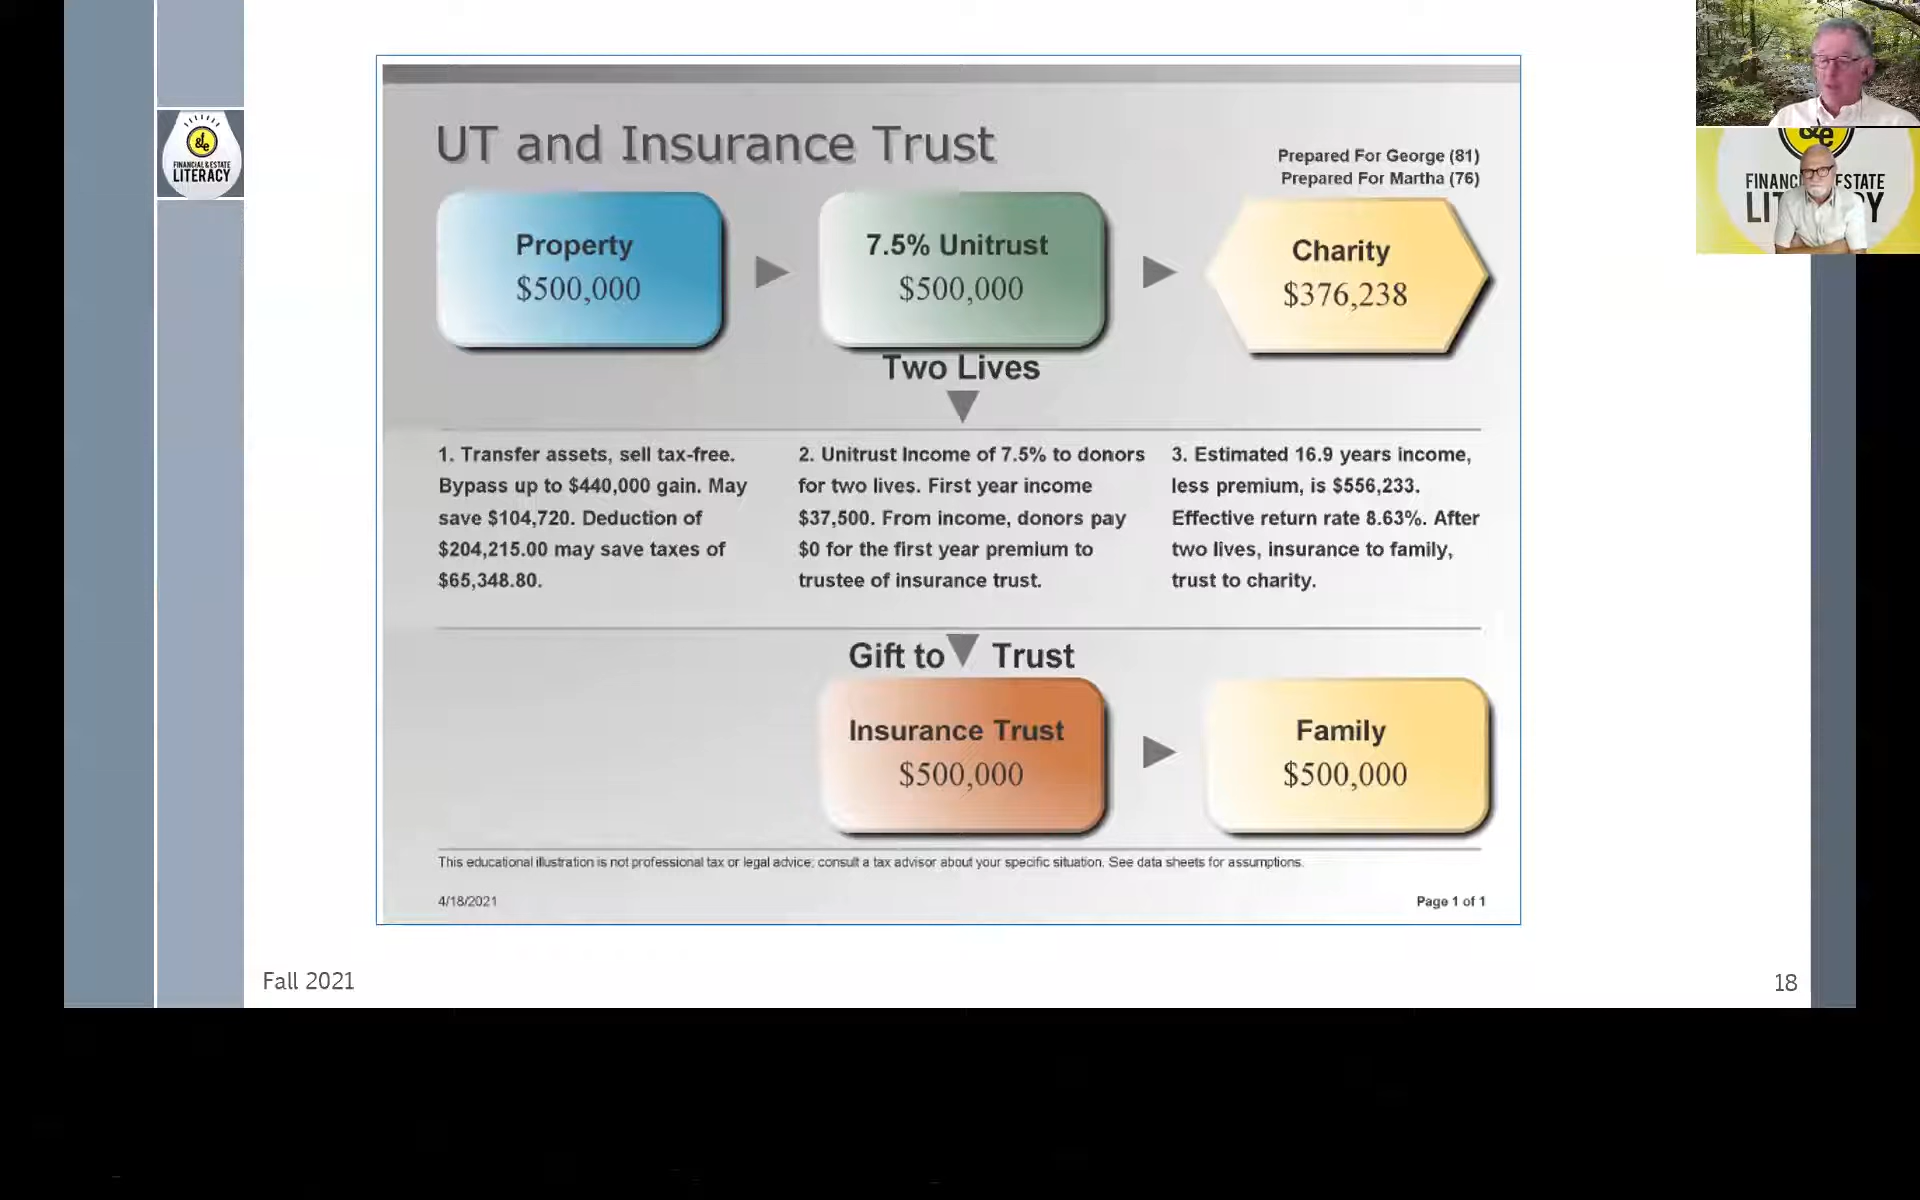 FINANCIAL & ESTATE
LITERACY
UT and Insurance Trust
Prepared For George (81)
Prepared For Martha (76)
Property
$500,000
7.5% Unitrust
$500,000
Charity
$376,238
Two Lives
1. Transfer assets, sell tax-free.
Bypass up to $440,000 gain. May
save $104,720. Deduction of
$204,215.00 may save taxes of
$65,348.80.
2. Unitrust Income of 7.5% to donors
for two lives. First year income
$37,500. From income, donors pay
$0 for the first year premium to
trustee of insurance trust.
3. Estimated 16.9 years income,
less premium, is $556,233.
Effective return rate 8.63%. After
two lives, insurance to family,
trust to charity.
Gift to Trust
Insurance Trust
$500,000
Family
$500,000
This educational illustration is not professional tax or legal advice; consult a tax advisor about your specific situation. See data sheets for assumptions.
4/18/2021
Page 1 of 1
Fall 2021
18